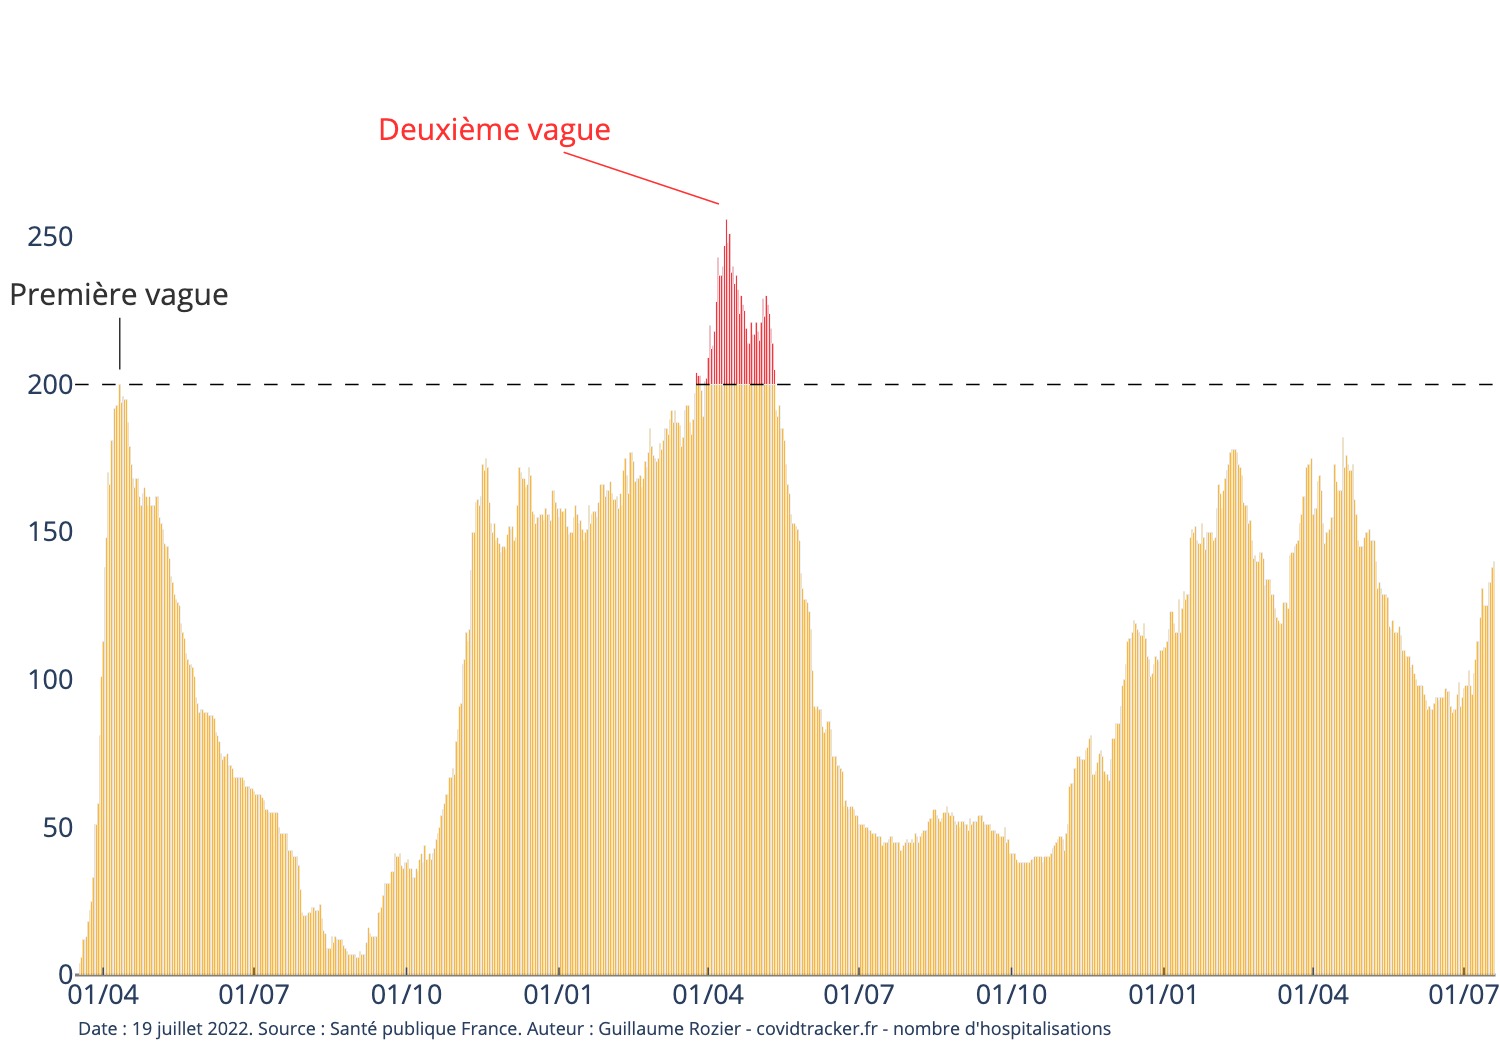 Deuxième vague
250
Première vague
200
150
100
50
0
01/04 01/07 01/10 01/01 01/04 01/07 01/10 01/01 01/04 01/07
Date : 19 juillet 2022. Source : Santé publique France. Auteur : Guillaume Rozier - covidtracker.fr - nombre d'hospitalisations